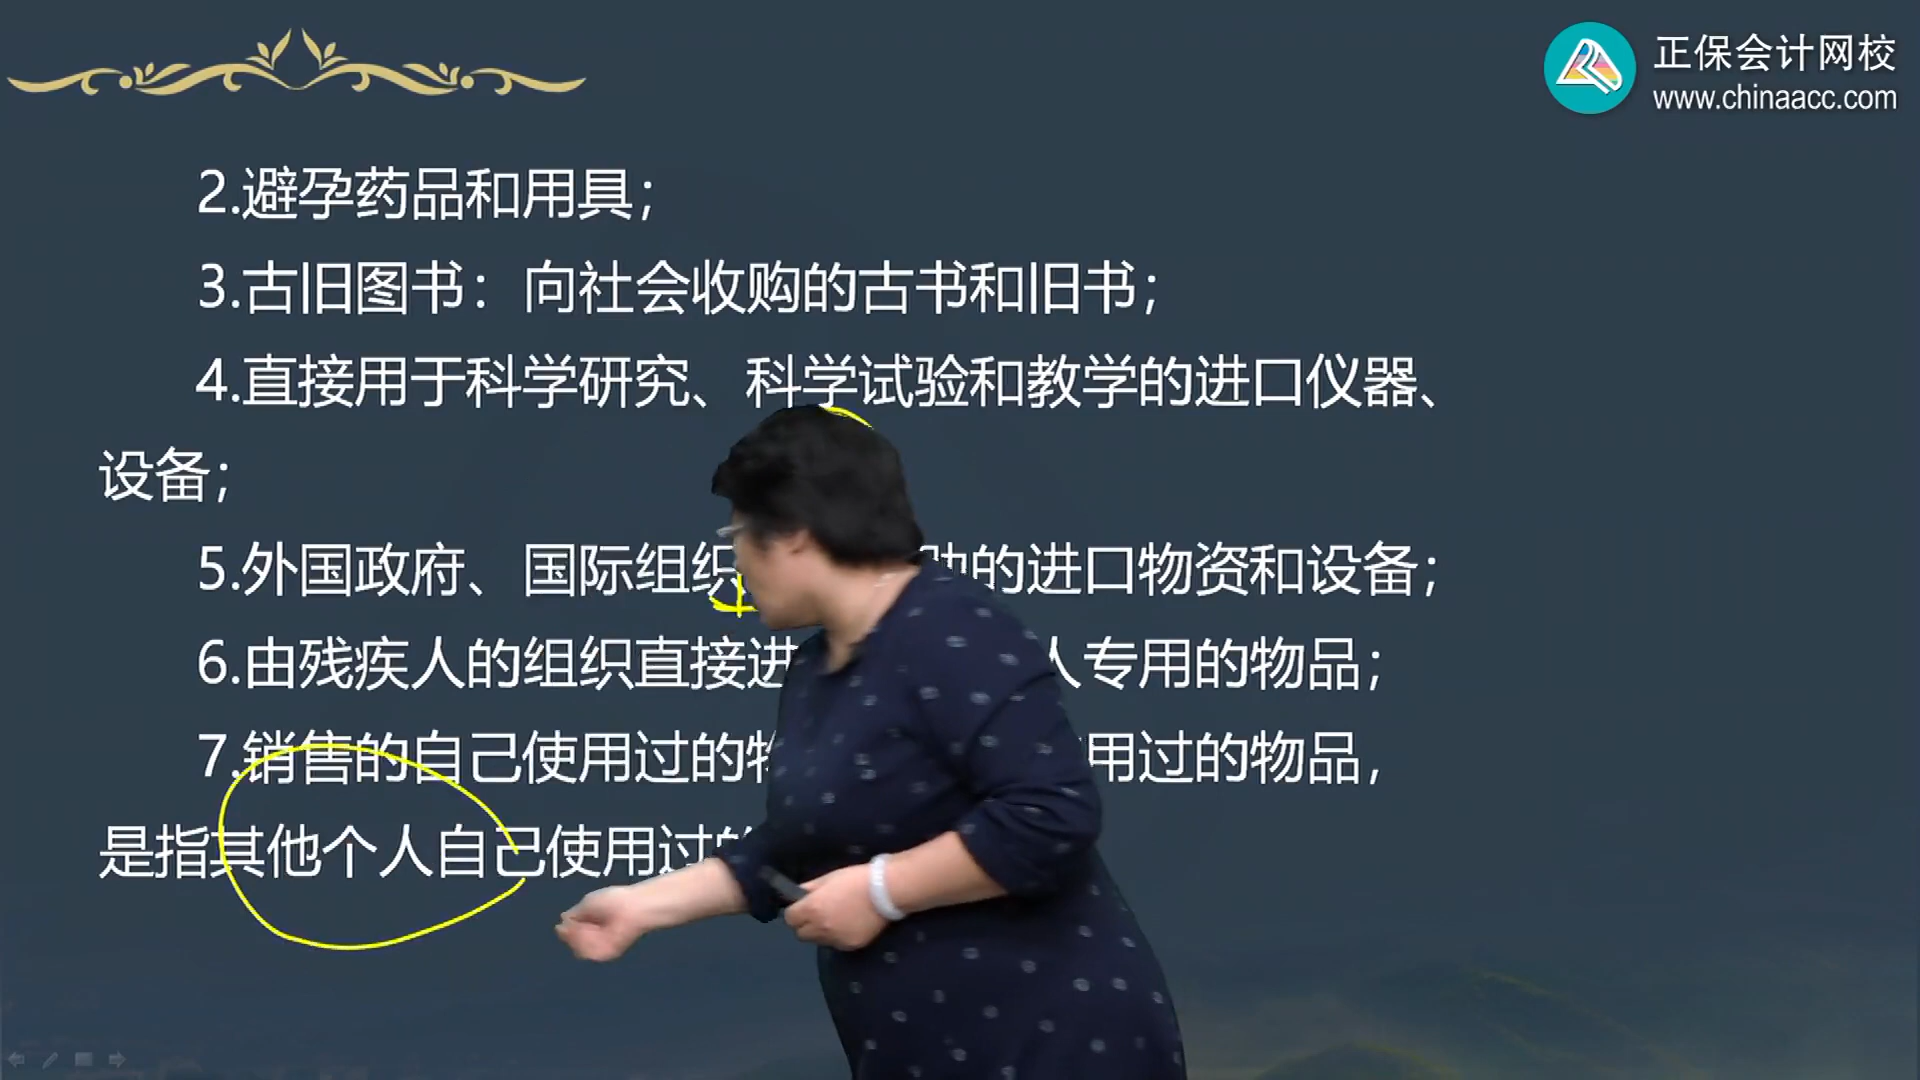 正保会计网校
www.chinaacc.com
2.避孕药品和用具；
3.古旧图书：向社会收购的古书和旧书；
4.直接用于科学研究、科学试验和教学的进口仪器、
设备；
5.外国政府、国际组织 助的进口物资和设备；
6.由残疾人的组织直接进 人专用的物品；
7.销售的自己使用过的物 用过的物品，
是指其他个人自己使用过的